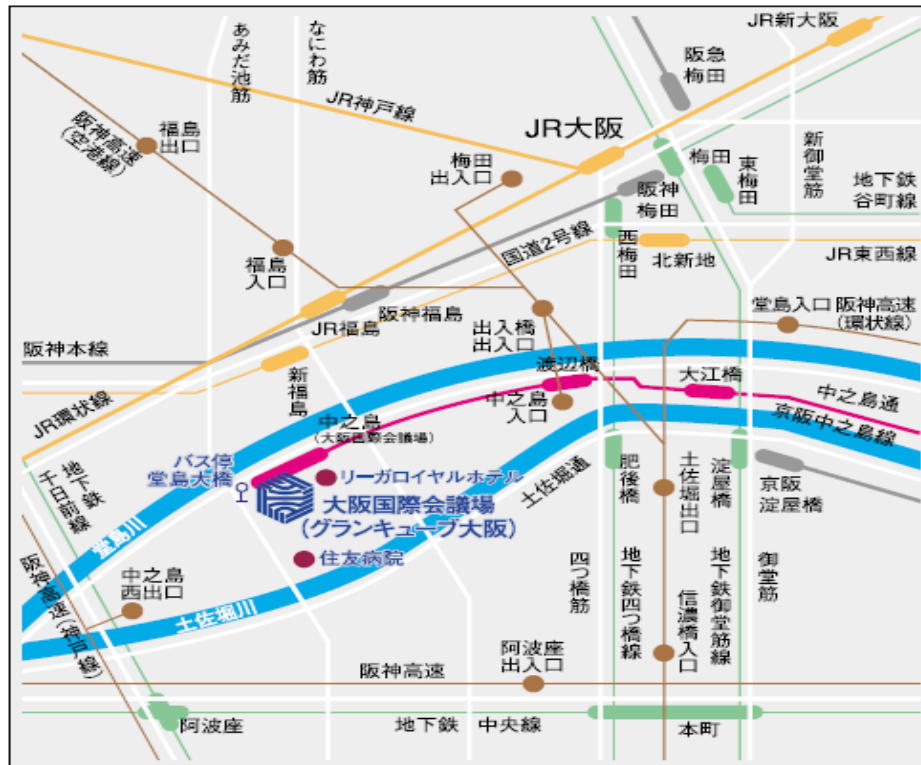 JR新大阪
あみだ池筋
なにわ筋
阪急
梅田
JR神戸線
JR大阪
阪神高速
(空港線)
福島
出口
梅田
出入口
梅田
東梅田
新御堂筋
阪神
梅田
地下鉄
谷町線
国道2号線
西梅田
北新地
JR東西線
福島
入口
阪神福島
JR福島
出入橋
出入口
堂島入口
阪神高速
(環状線)
阪神本線
新福島
渡辺橋
大江橋
中之島通
中之島
入口
京阪中之島線
JR環状線
中之島
(大阪国際会議場)
バス停
堂島大橋
リーガロイヤルホテル
大阪国際会議場
(グランキューブ大阪)
土佐堀通
肥後橋
土佐堀出口
淀屋橋
京阪
淀屋橋
地下鉄
千日前線
堂島川
住友病院
阪神高速(神戸線)
中之島
西出口
土佐堀川
四つ橋筋
地下鉄四つ橋線
信濃橋入口
地下鉄御堂筋線
御堂筋
阪神高速
阿波座
出入口
阿波座
地下鉄 中央線
本町